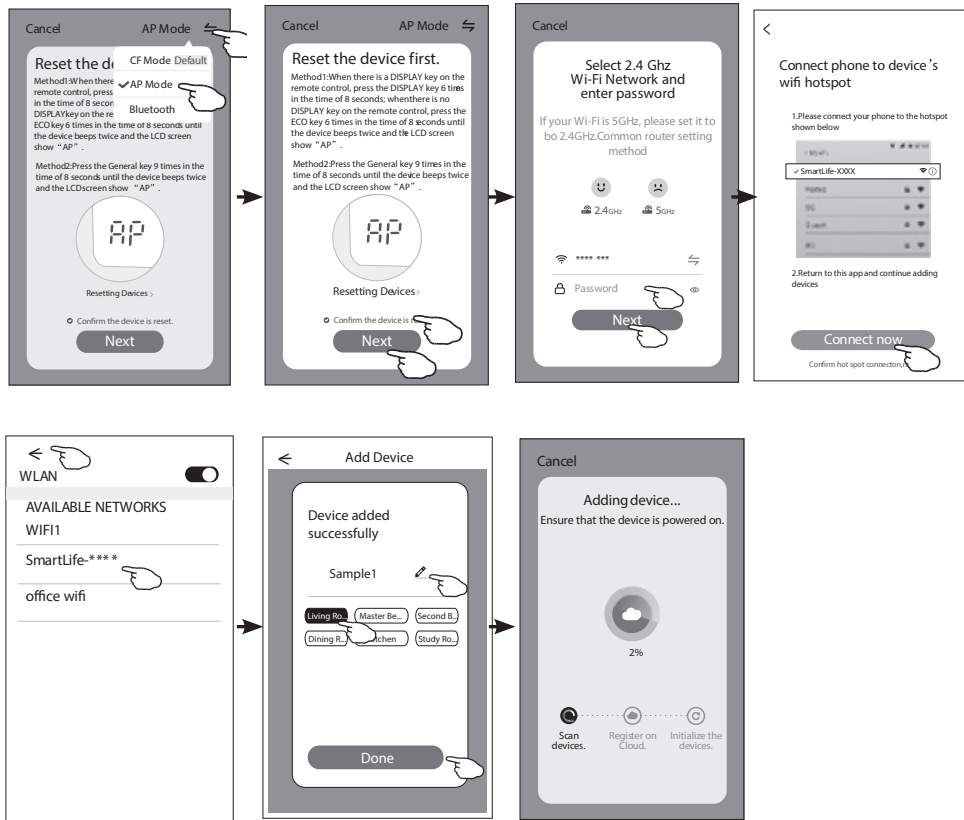 Cancel
AP Mode
Reset the de
CF Mode Default
AP Mode
Bluetooth
Method1:When there
remote control, press
in the time of 8 secon
DISPLAYkey on the re
ECO key 6 times in the time of 8 seconds until
the device beeps twice and the LCD screen
show “AP”.
Method2:Press the General key 9 times in the
time of 8 seconds until the device beeps twice
and the LCDscreen show “AP”.
AP
Resetting Devices >
Confirm the device is reset.
Next
Cancel
AP Mode
Reset the device first.
Method1:When there is a DISPLAY key on the
remote control, press the DISPLAY key 6 times
in the time of 8 seconds; whenthere is no
DISPLAY key on the remote control, press the
ECO key 6 times in the time of 8 seconds until
the device beeps twice and the LCD screen
show “AP”.
Method2:Press the General key 9 times in the
time of 8 seconds until the device beeps twice
and the LCDscreen show “AP”.
AP
Resetting Devices >
Confirm the device is r
Next
Cancel
Select 2.4 Ghz
Wi-Fi Network and
enter password
If your Wi-Fi is 5GHz, please set it to
bo 2.4GHz.Common router setting
method
2.4GHz
5GHz
**** ***
Password
Next
<
Connect phone to device’s
wifi hotspot
1.Please connect your phone to the hotspot
shown below
SmartLife-XXXX
2.Return to this app and continue adding
devices
Connect now
Confirm hot spot connecton,n
WLAN
AVAILABLE NETWORKS
WIFI1
SmartLife-****
office wifi
Add Device
Device added
successfully
Sample1
Living Ro...
Master Be...
Second B...
Dining R...
tchen
Study Ro...
Done
Cancel
Adding device...
Ensure that the device is powered on.
2%
Scan
devices.
Register on
Cloud.
Initialize the
devices.